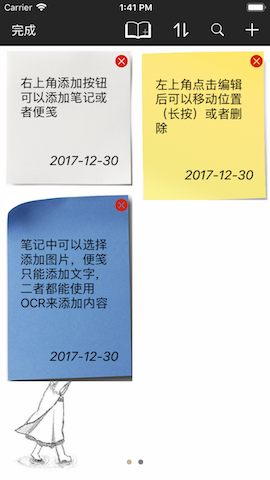 Carrier 1:41 PM
完成
右上角添加按钮
可以添加笔记或
者便笺
2017-12-30
左上角点击编辑
后可以移动位置
（长按）或者删
除
2017-12-30
笔记中可以选择
添加图片，便笺
只能添加文字，
二者都能使用
OCR来添加内容
2017-12-30